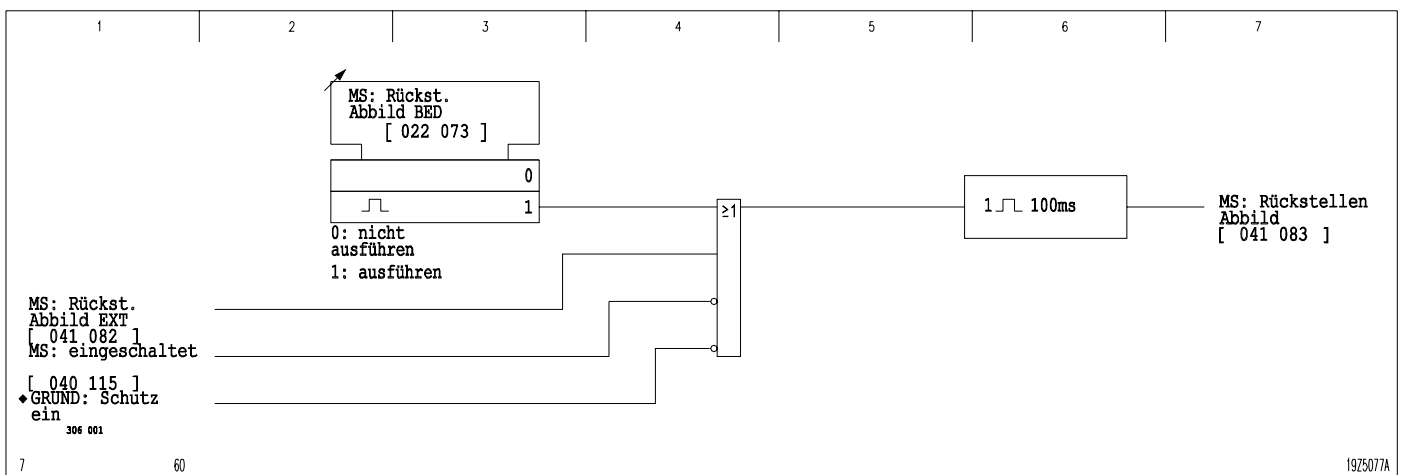 1 2 3 4 5 6 7
MS: Rückst.
Abbild BED
[ 022 073 ]
0
1
0: nicht
ausführen
1: ausführen
≥1
1 100ms
MS: Rückstellen
Abbild
[ 041 083 ]
MS: Rückst.
Abbild EXT
[ 041 082 ]
MS: eingeschaltet
[ 040 115 ]
◆GRUND: Schutz
ein
306 001
7 60 19Z5077A